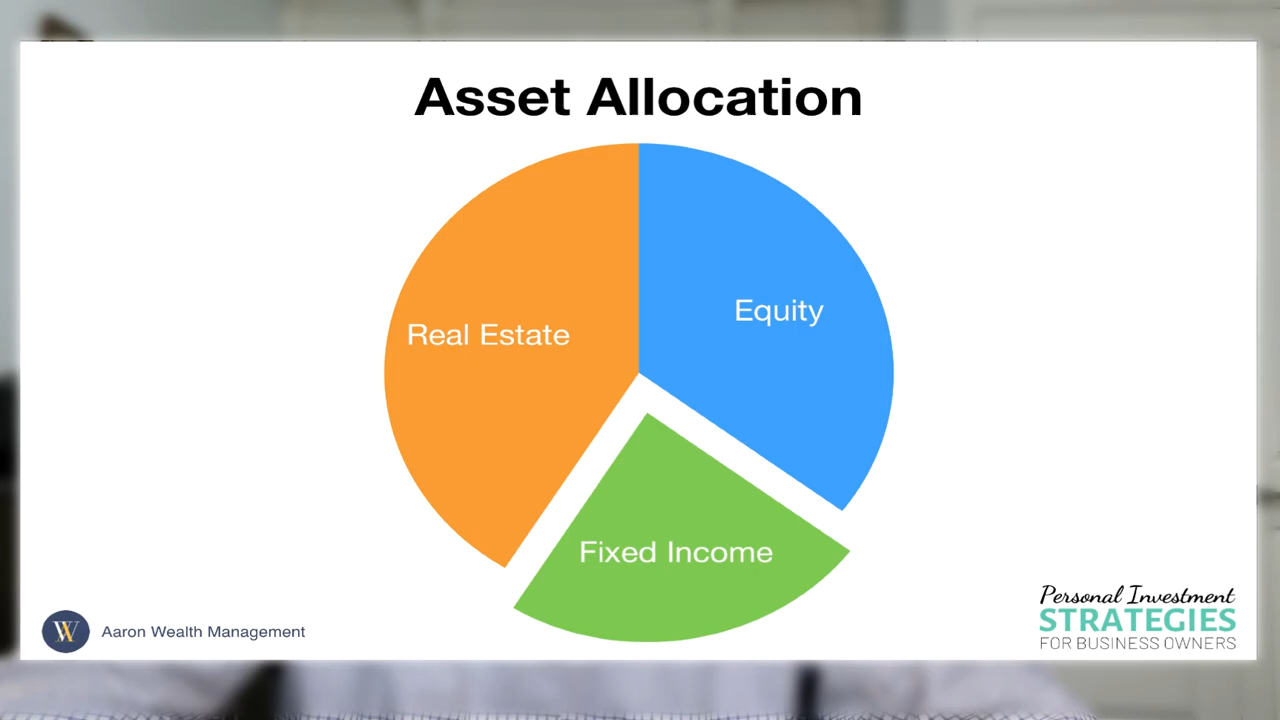 Asset Allocation
Equity
Real Estate
Fixed Income
Aaron Wealth Management
Personal Investment
STRATEGIES
FOR BUSINESS OWNERS